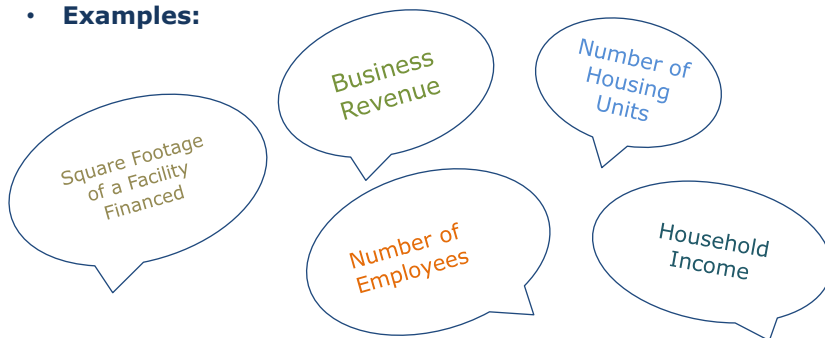 • Examples:
Business
Revenue
Number of
Housing
Units
Square Footage
of a Facility
Financed
Number of
Employees
Household
Income